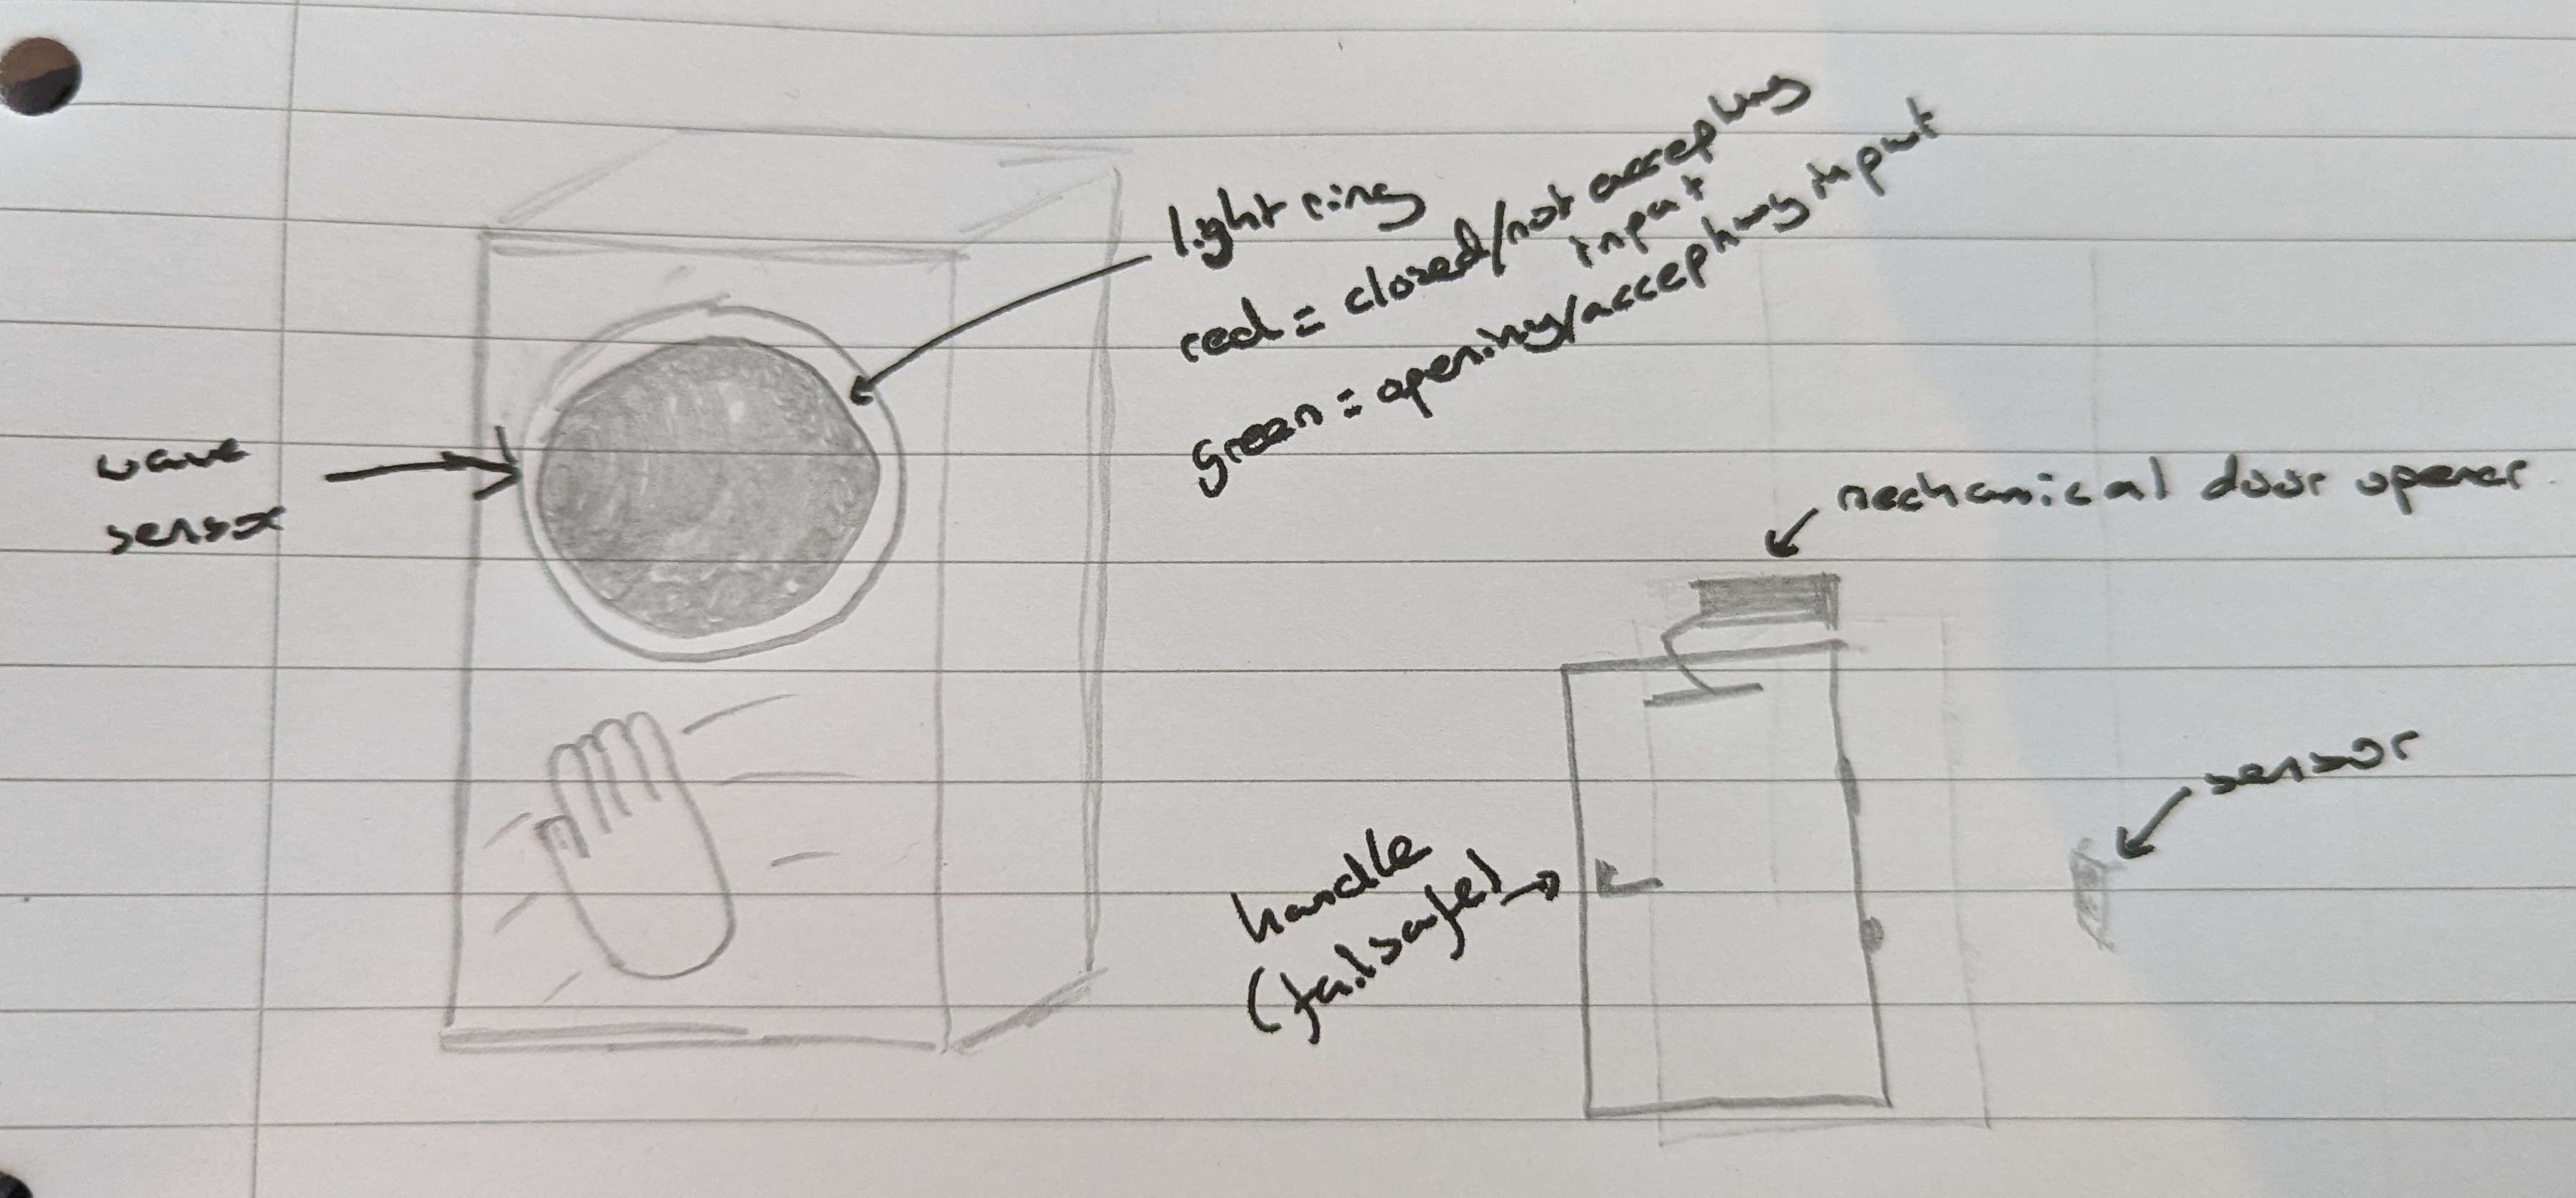 wave
sensor
light ring
red = closed/not accepting
input
green = opening/accepting input
mechanical door opener
sensor
handle
(failsafe)